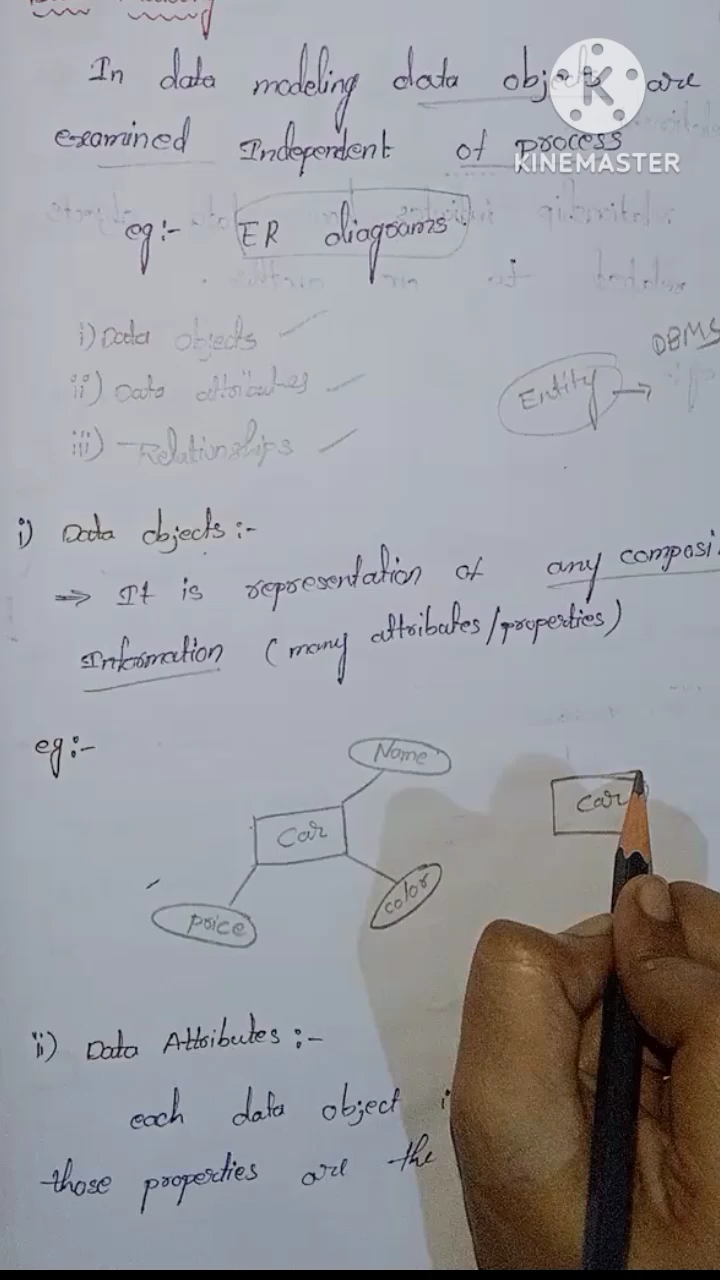 In data modeling data objects are
KINEMASTER
examined Independent of process
eg:- ER diagrams
i) Data objects
ii) Data attributes
iii) Relationships
DBMS
Entity →
i) Data objects :-
→ It is representation of any composi
Information (many attributes/properties)
eg:-
Name
Car
color
price
Car
ii) Data Attributes :-
each data object i
those properties are the